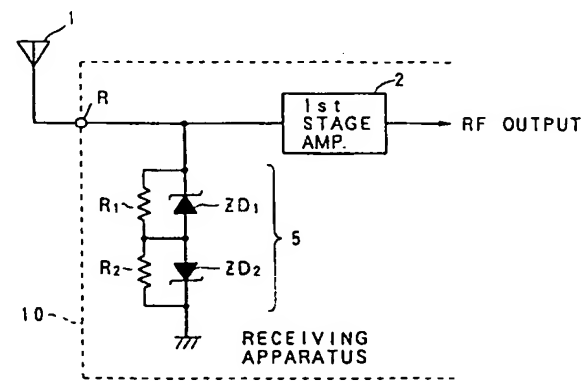 1
R
2
1st
STAGE
AMP.
RF OUTPUT
R₁
ZD₁
5
R₂
ZD₂
10
RECEIVING
APPARATUS